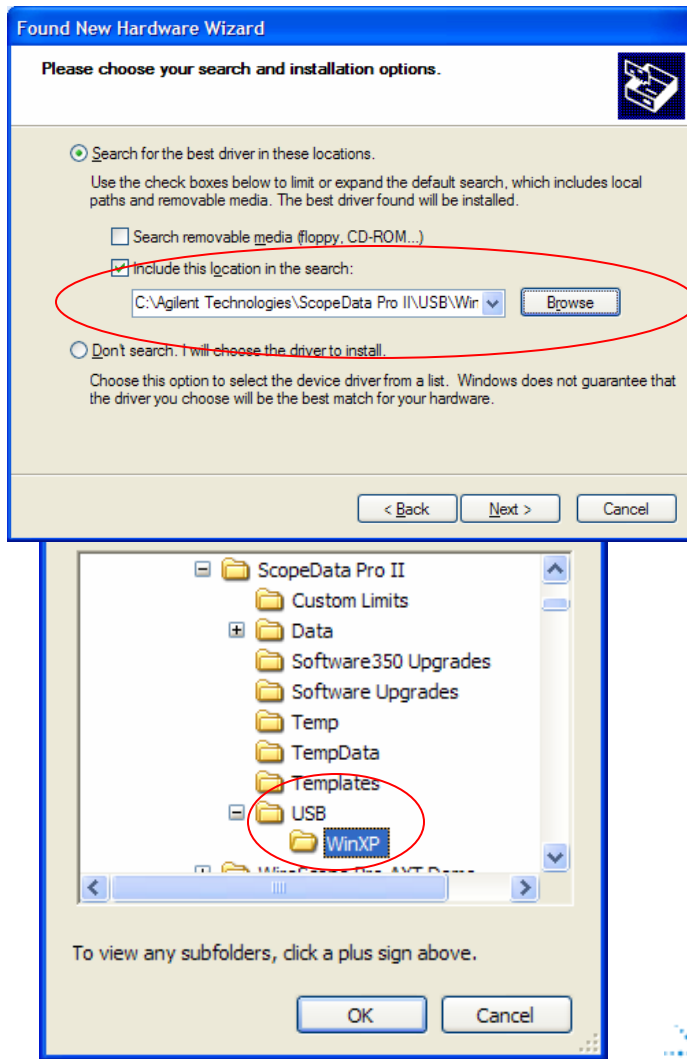 Found New Hardware Wizard
Please choose your search and installation options.
Search for the best driver in these locations.
Use the check boxes below to limit or expand the default search, which includes local
paths and removable media. The best driver found will be installed.
Search removable media (floppy, CD-ROM...)
Include this location in the search:
C:\Agilent Technologies\ScopeData Pro II\USB\Win
Browse
Don't search. I will choose the driver to install.
Choose this option to select the device driver from a list. Windows does not guarantee that
the driver you choose will be the best match for your hardware.
< Back
Next >
Cancel
ScopeData Pro II
Custom Limits
Data
Software350 Upgrades
Software Upgrades
Temp
TempData
Templates
USB
WinXP
To view any subfolders, click a plus sign above.
OK
Cancel